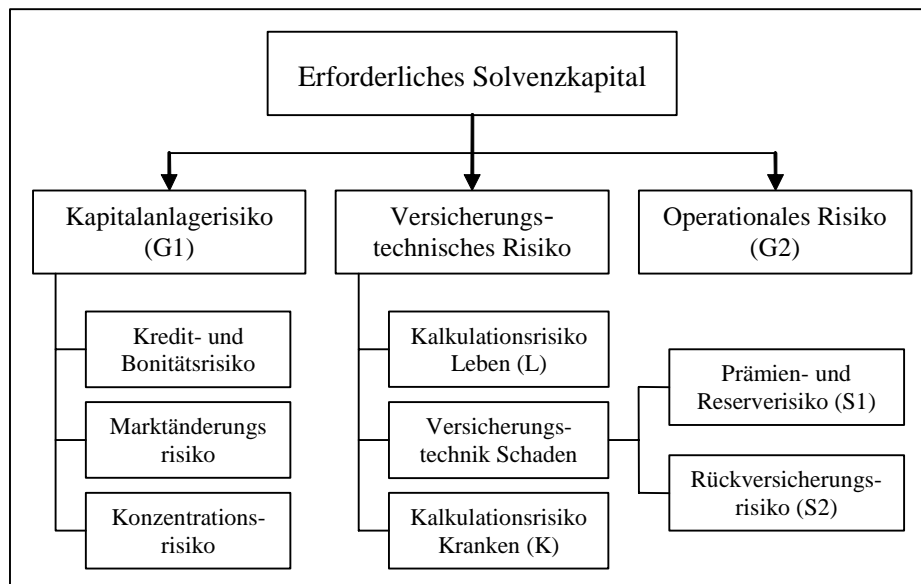 Erforderliches Solvenzkapital
Kapitalanlagerisiko
(G1)
Versicherungs-
technisches Risiko
Operationales Risiko
(G2)
Kredit- und
Bonitätsrisiko
Marktänderungs
risiko
Konzentrations-
risiko
Kalkulationsrisiko
Leben (L)
Versicherungs-
technik Schaden
Kalkulationsrisiko
Kranken (K)
Prämien- und
Reserverisiko (S1)
Rückversicherungs-
risiko (S2)